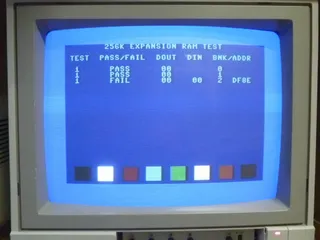 256K EXPANSION RAM TEST
TEST PASS/FAIL DOUT DIN BNK/ADDR
1 PASS 00 0
1 PASS 00 1
1 FAIL 00 00 2 DF0E